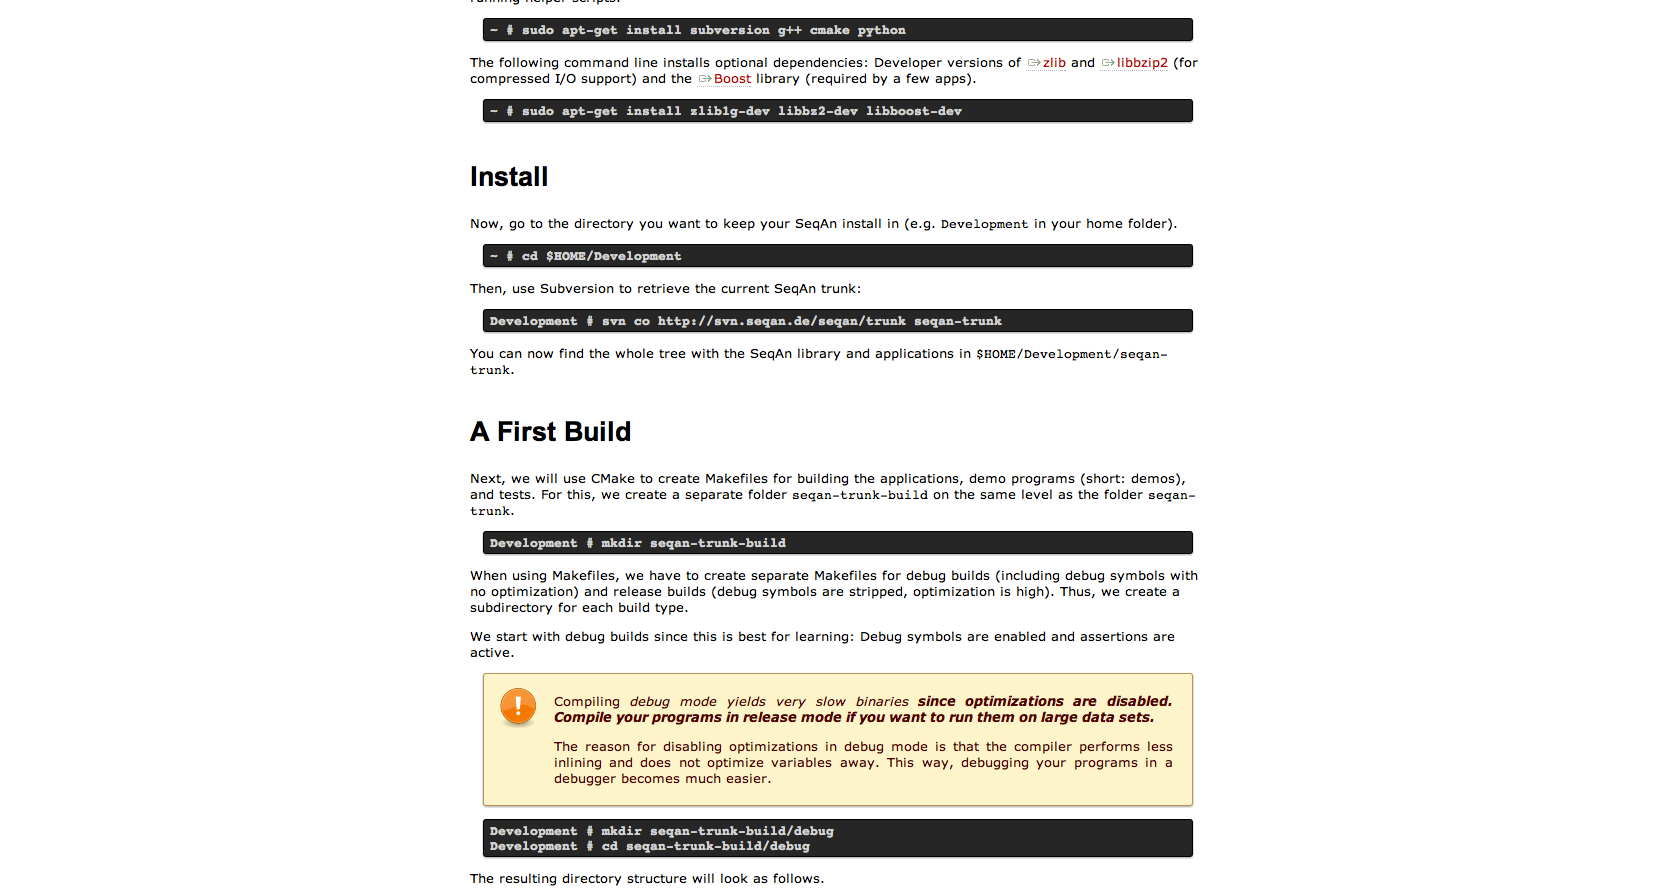 running helper scripts.
~ # sudo apt-get install subversion g++ cmake python
The following command line installs optional dependencies: Developer versions of zlib and libbzip2 (for
compressed I/O support) and the Boost library (required by a few apps).
~ # sudo apt-get install zlib1g-dev libbz2-dev libboost-dev
Install
Now, go to the directory you want to keep your SeqAn install in (e.g. Development in your home folder).
~ # cd $HOME/Development
Then, use Subversion to retrieve the current SeqAn trunk:
Development # svn co http://svn.seqan.de/seqan/trunk seqan-trunk
You can now find the whole tree with the SeqAn library and applications in $HOME/Development/seqan-
trunk.
A First Build
Next, we will use CMake to create Makefiles for building the applications, demo programs (short: demos),
and tests. For this, we create a separate folder seqan-trunk-build on the same level as the folder seqan-
trunk.
Development # mkdir seqan-trunk-build
When using Makefiles, we have to create separate Makefiles for debug builds (including debug symbols with
no optimization) and release builds (debug symbols are stripped, optimization is high). Thus, we create a
subdirectory for each build type.
We start with debug builds since this is best for learning: Debug symbols are enabled and assertions are
active.
Compiling debug mode yields very slow binaries since optimizations are disabled.
Compile your programs in release mode if you want to run them on large data sets.
The reason for disabling optimizations in debug mode is that the compiler performs less
inlining and does not optimize variables away. This way, debugging your programs in a
debugger becomes much easier.
Development # mkdir seqan-trunk-build/debug
Development # cd seqan-trunk-build/debug
The resulting directory structure will look as follows.